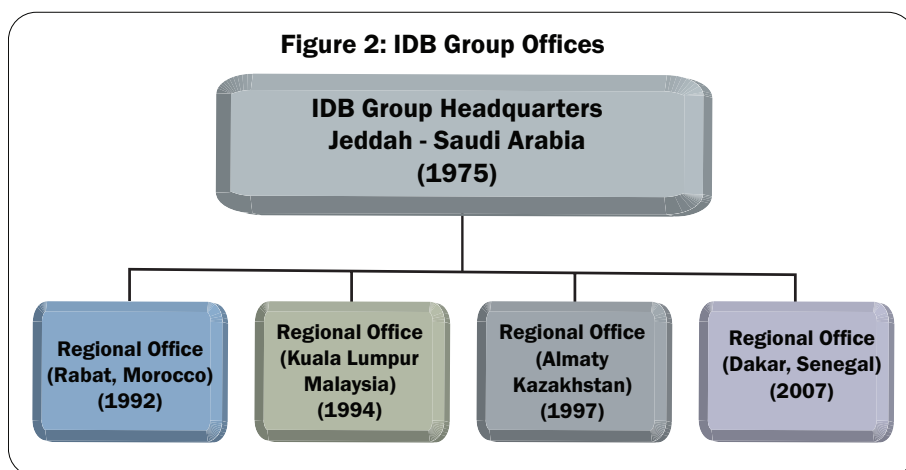 Figure 2: IDB Group Offices
IDB Group Headquarters
Jeddah - Saudi Arabia
(1975)
Regional Office
(Rabat, Morocco)
(1992)
Regional Office
(Kuala Lumpur
Malaysia)
(1994)
Regional Office
(Almaty
Kazakhstan)
(1997)
Regional Office
(Dakar, Senegal)
(2007)